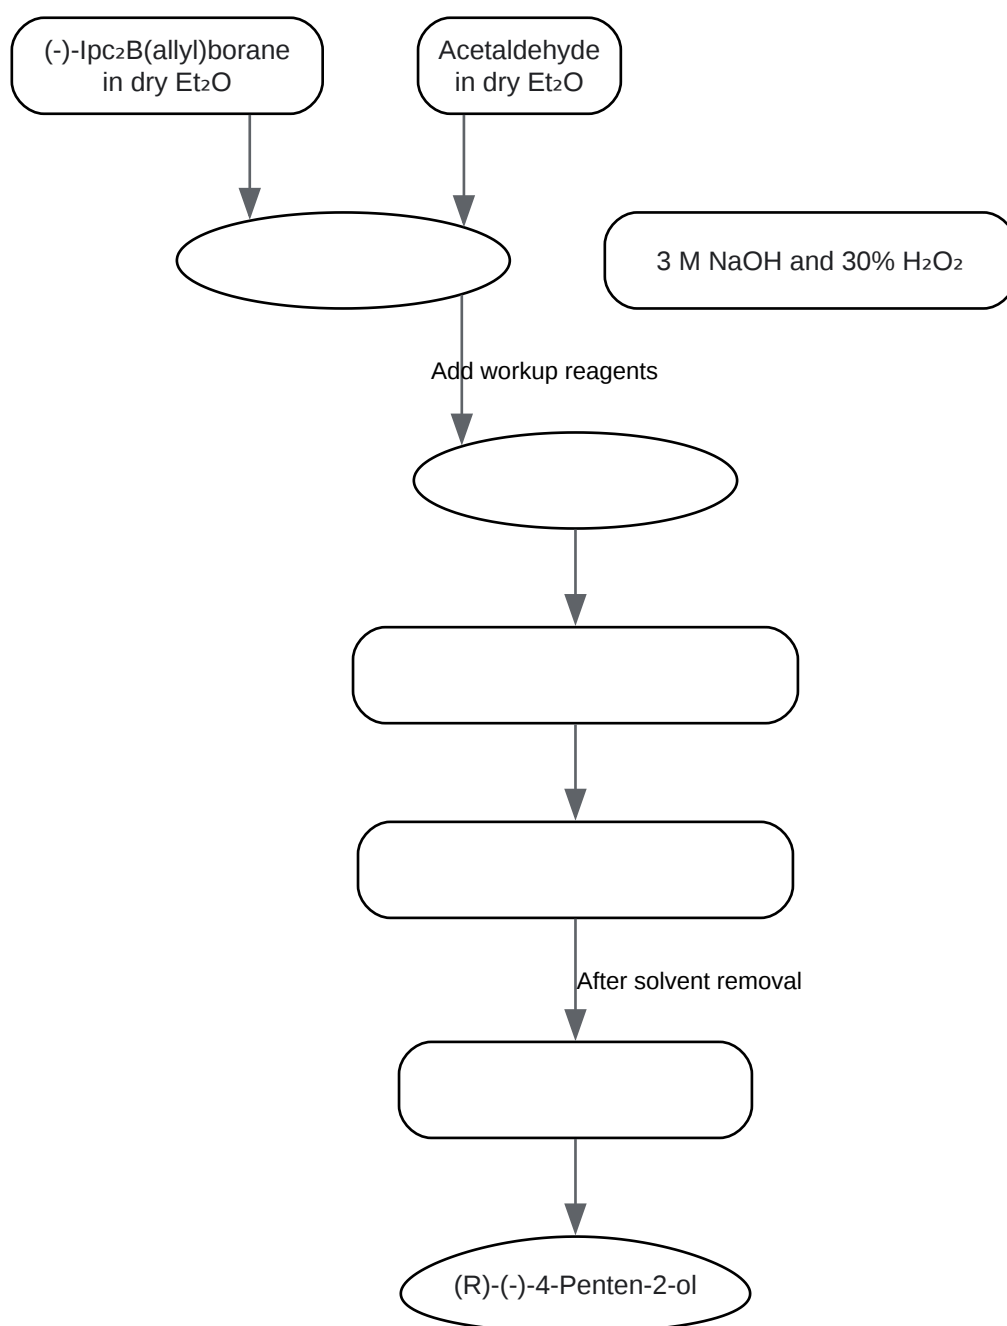 (-)-Ipc₂B(allyl)borane
in dry Et₂O
Acetaldehyde
in dry Et₂O
3 M NaOH and 30% H₂O₂
Add workup reagents
After solvent removal
(R)-(-)-4-Penten-2-ol